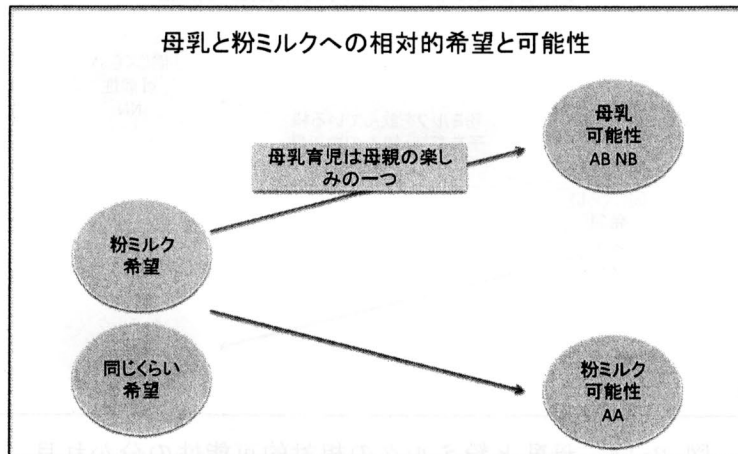 母乳と粉ミルクへの相対的希望と可能性
母乳
可能性
AB NB
母乳育児は母親の楽し
みの一つ
粉ミルク
希望
同じくらい
希望
粉ミルク
可能性
AA